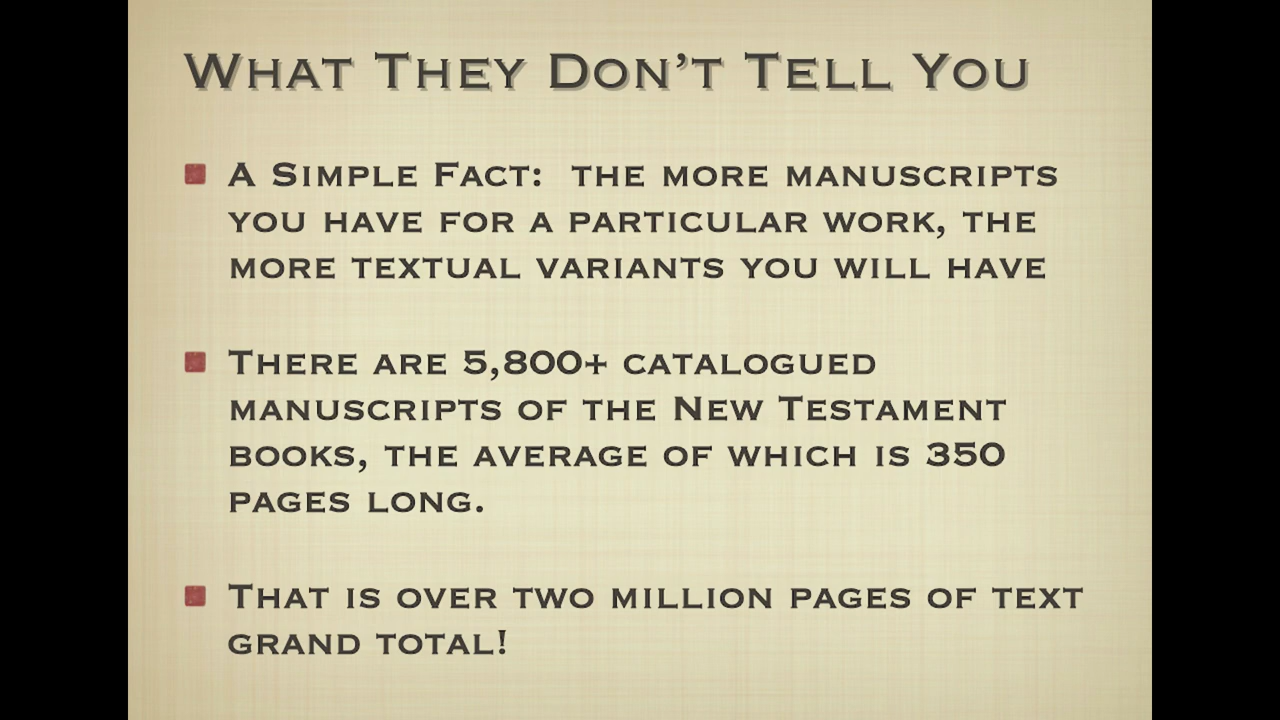 What They Don’t Tell You
A Simple Fact: the more manuscripts
you have for a particular work, the
more textual variants you will have
There are 5,800+ catalogued
manuscripts of the New Testament
books, the average of which is 350
pages long.
That is over two million pages of text
grand total!